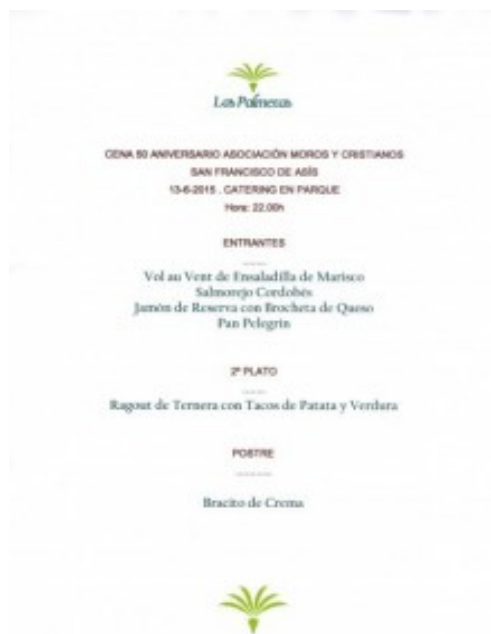 Las Palmeras
CENA 50 ANIVERSARIO ASOCIACIÓN MOROS Y CRISTIANOS
SAN FRANCISCO DE ASÍS
13-6-2015 . CATERING EN PARQUE
Hora: 22.00h
ENTRANTES
Vol au Vent de Ensaladilla de Marisco
Salmorejo Cordobés
Jamón de Reserva con Brocheta de Queso
Pan Pelegrin
2º PLATO
Ragout de Ternera con Tacos de Patata y Verdura
POSTRE
Bracito de Crema